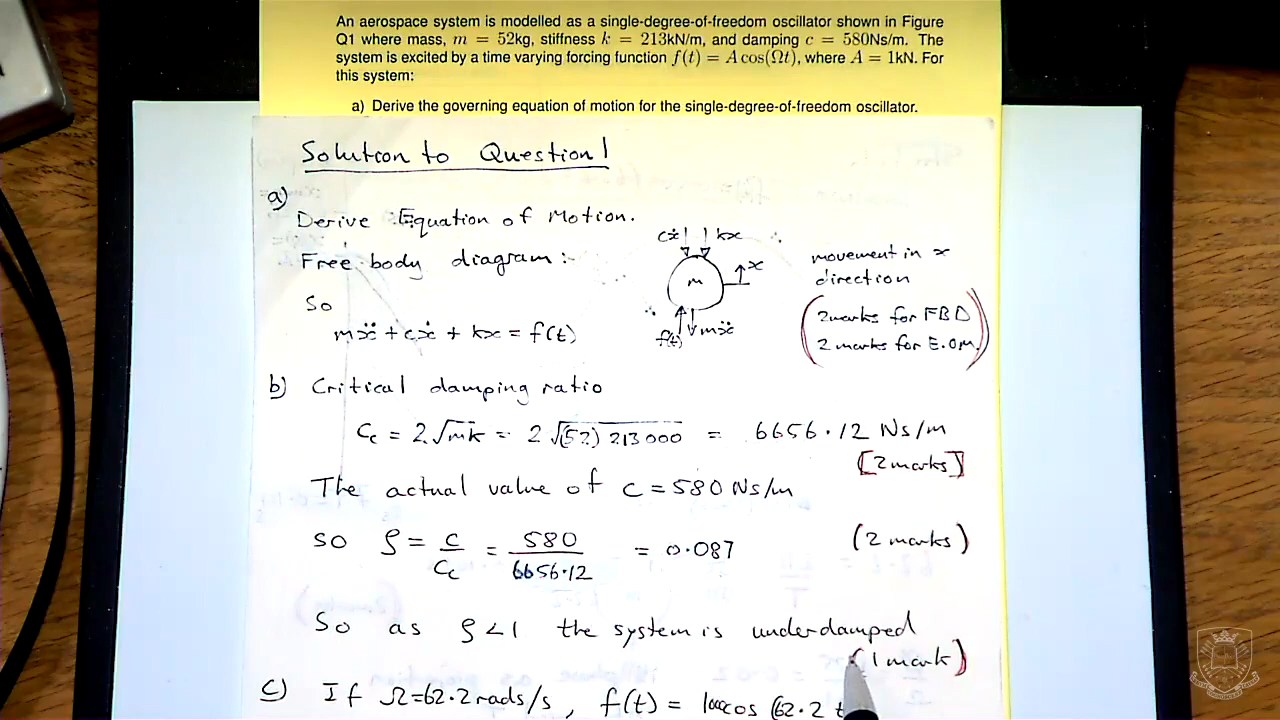 An aerospace system is modelled as a single-degree-of-freedom oscillator shown in Figure
Q1 where mass, m = 52kg, stiffness k = 213kN/m, and damping c = 580Ns/m. The
system is excited by a time varying forcing function f(t) = A cos(Ωt), where A = 1kN. For
this system:
a) Derive the governing equation of motion for the single-degree-of-freedom oscillator.
Solution to Question 1
a)
Derive Equation of Motion.
Free body diagram:-
cẋ kx
m
x
f(t) mẍ
movement in x
direction
(2 marks for FBD
2 marks for E.O.M.)
So
mẍ + cẋ + kx = f(t)
b) Critical damping ratio
Cc = 2√mk = 2√(52) 213000 = 6656.12 Ns/m
[2 marks]
The actual value of c = 580 Ns/m
so ζ = c/Cc = 580/6656.12 = 0.087 (2 marks)
So as ζ < 1 the system is underdamped
(1 mark)
c) If Ω = 62.2 rads/s, f(t) = 1000cos (62.2 t